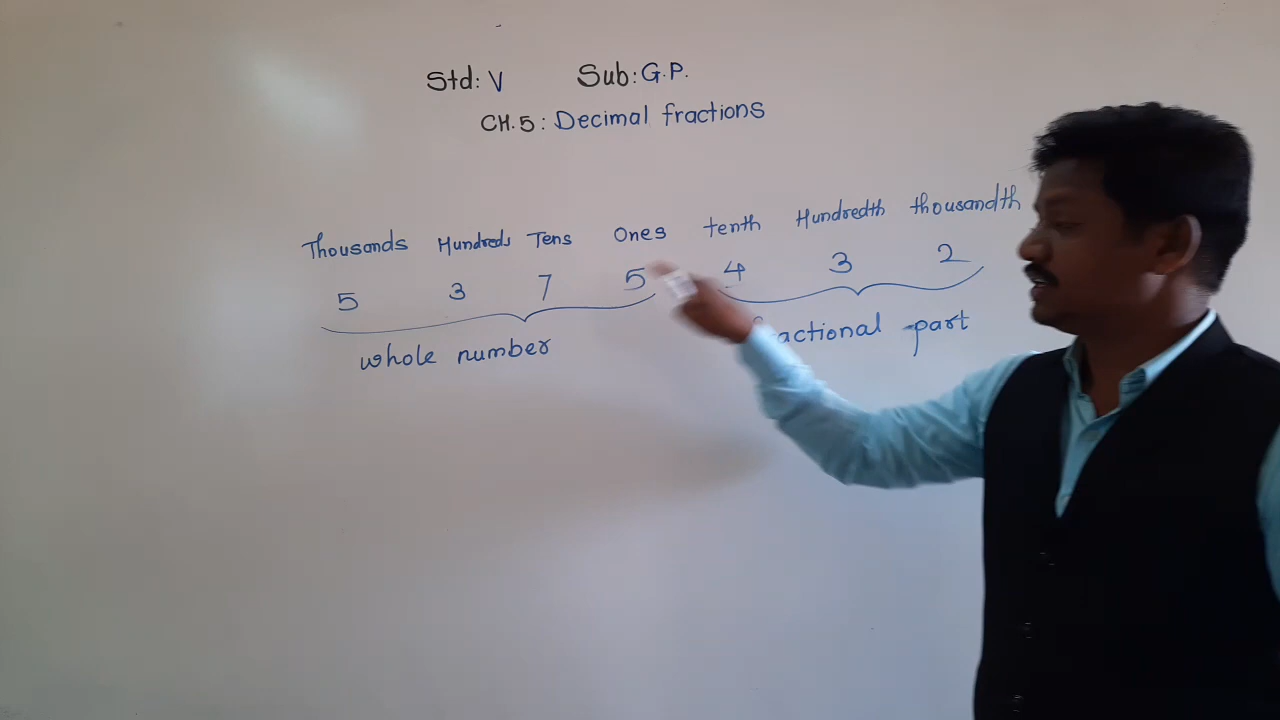 Std: V Sub: G.P.
CH.5: Decimal fractions
Thousands Hundreds Tens Ones tenth Hundredth thousandth
5 3 7 5 4 3 2
whole number part